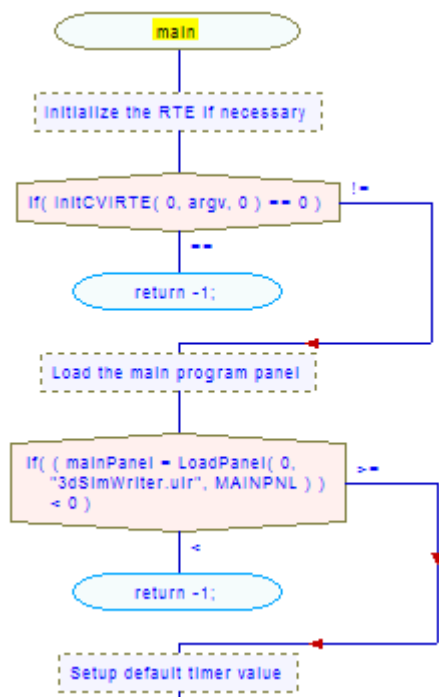 main
Initialize the RTE if necessary
if( InitCVIRTE( 0, argv, 0 ) == 0 )
!=
==
return -1;
Load the main program panel
if( ( mainPanel = LoadPanel( 0,
"3dSimWriter.uir", MAINPNL ) )
< 0 )
>=
<
return -1;
Setup default timer value